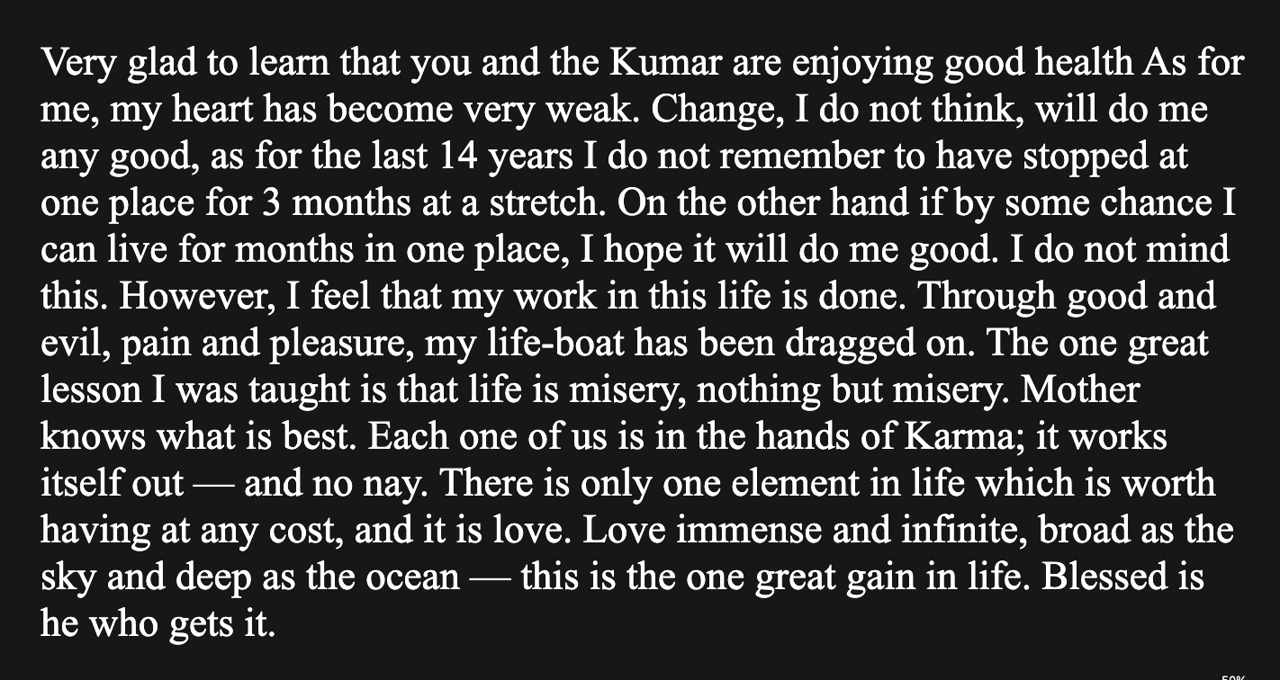 Very glad to learn that you and the Kumar are enjoying good health As for
me, my heart has become very weak. Change, I do not think, will do me
any good, as for the last 14 years I do not remember to have stopped at
one place for 3 months at a stretch. On the other hand if by some chance I
can live for months in one place, I hope it will do me good. I do not mind
this. However, I feel that my work in this life is done. Through good and
evil, pain and pleasure, my life-boat has been dragged on. The one great
lesson I was taught is that life is misery, nothing but misery. Mother
knows what is best. Each one of us is in the hands of Karma; it works
itself out — and no nay. There is only one element in life which is worth
having at any cost, and it is love. Love immense and infinite, broad as the
sky and deep as the ocean — this is the one great gain in life. Blessed is
he who gets it.